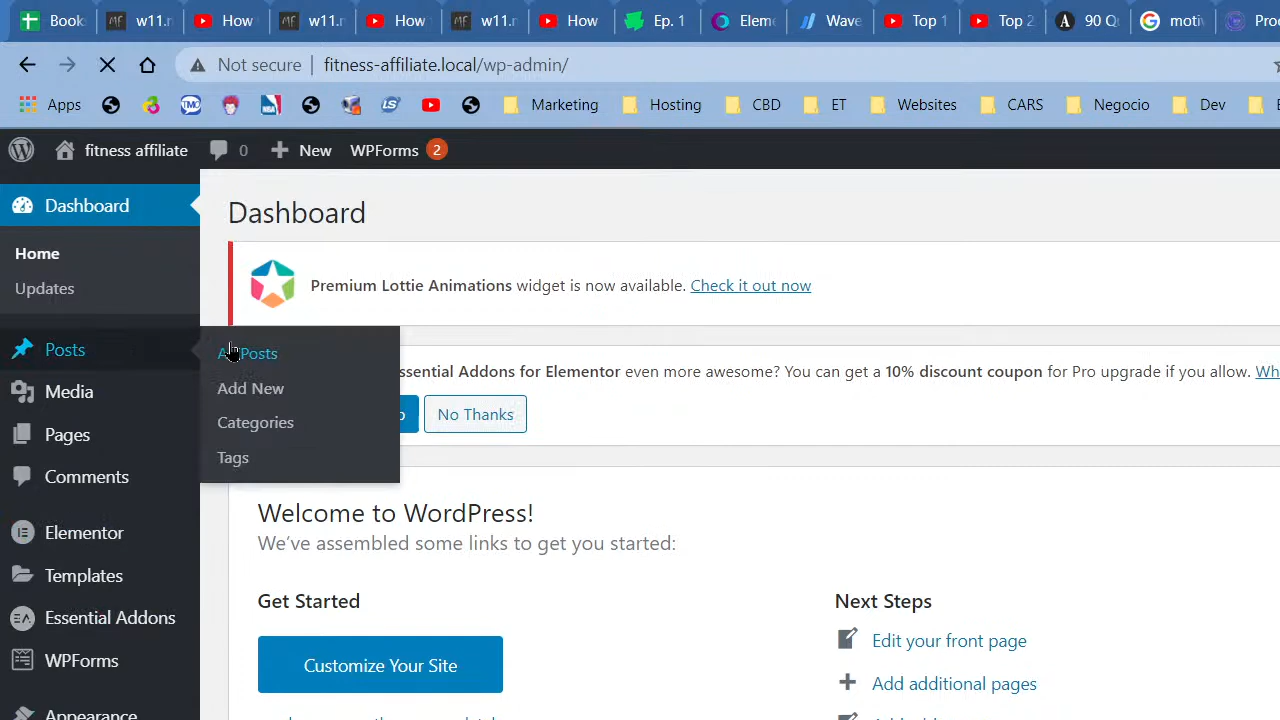 Book
w11.r
How
w11.r
How
w11.r
How
Ep. 1
Elem
Wave
Top 1
Top 2
90 Q
moti
Pro
Not secure | fitness-affiliate.local/wp-admin/
Apps
Marketing
Hosting
CBD
ET
Websites
CARS
Negocio
Dev
fitness affiliate
0
New
WPForms 2
Dashboard
Home
Updates
Posts
Media
Pages
Comments
Elementor
Templates
Essential Addons
WPForms
Appearance
All Posts
Add New
Categories
Tags
Dashboard
Premium Lottie Animations widget is now available. Check it out now
ssential Addons for Elementor even more awesome? You can get a 10% discount coupon for Pro upgrade if you allow. Wh
No Thanks
Welcome to WordPress!
We've assembled some links to get you started:
Get Started
Customize Your Site
Next Steps
Edit your front page
Add additional pages